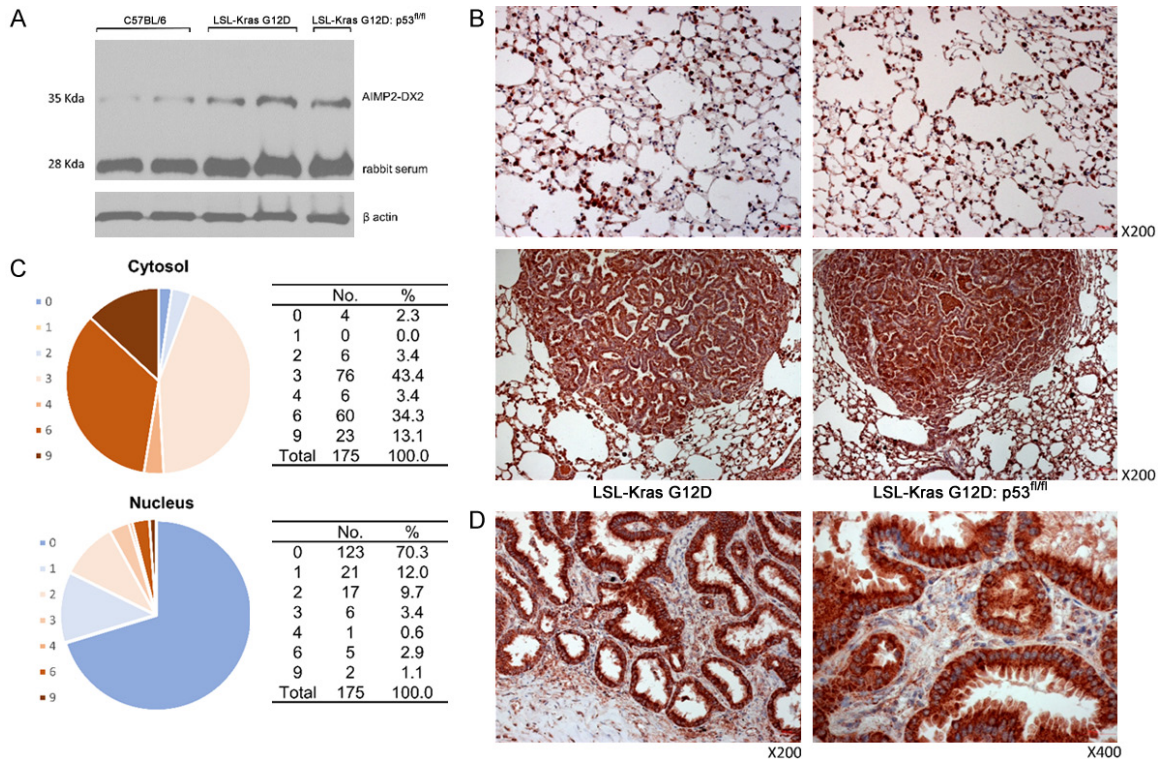 A
C57BL/6
LSL-Kras G12D
LSL-Kras G12D: p53fl/fl
35 Kda
AIMP2-DX2
28 Kda
rabbit serum
β actin
B
X200
X200
LSL-Kras G12D
LSL-Kras G12D: p53fl/fl
C
Cytosol
0
1
2
3
4
6
9
No. %
0 4 2.3
1 0 0.0
2 6 3.4
3 76 43.4
4 6 3.4
6 60 34.3
9 23 13.1
Total 175 100.0
Nucleus
0
1
2
3
4
6
9
No. %
0 123 70.3
1 21 12.0
2 17 9.7
3 6 3.4
4 1 0.6
6 5 2.9
9 2 1.1
Total 175 100.0
D
X200
X400